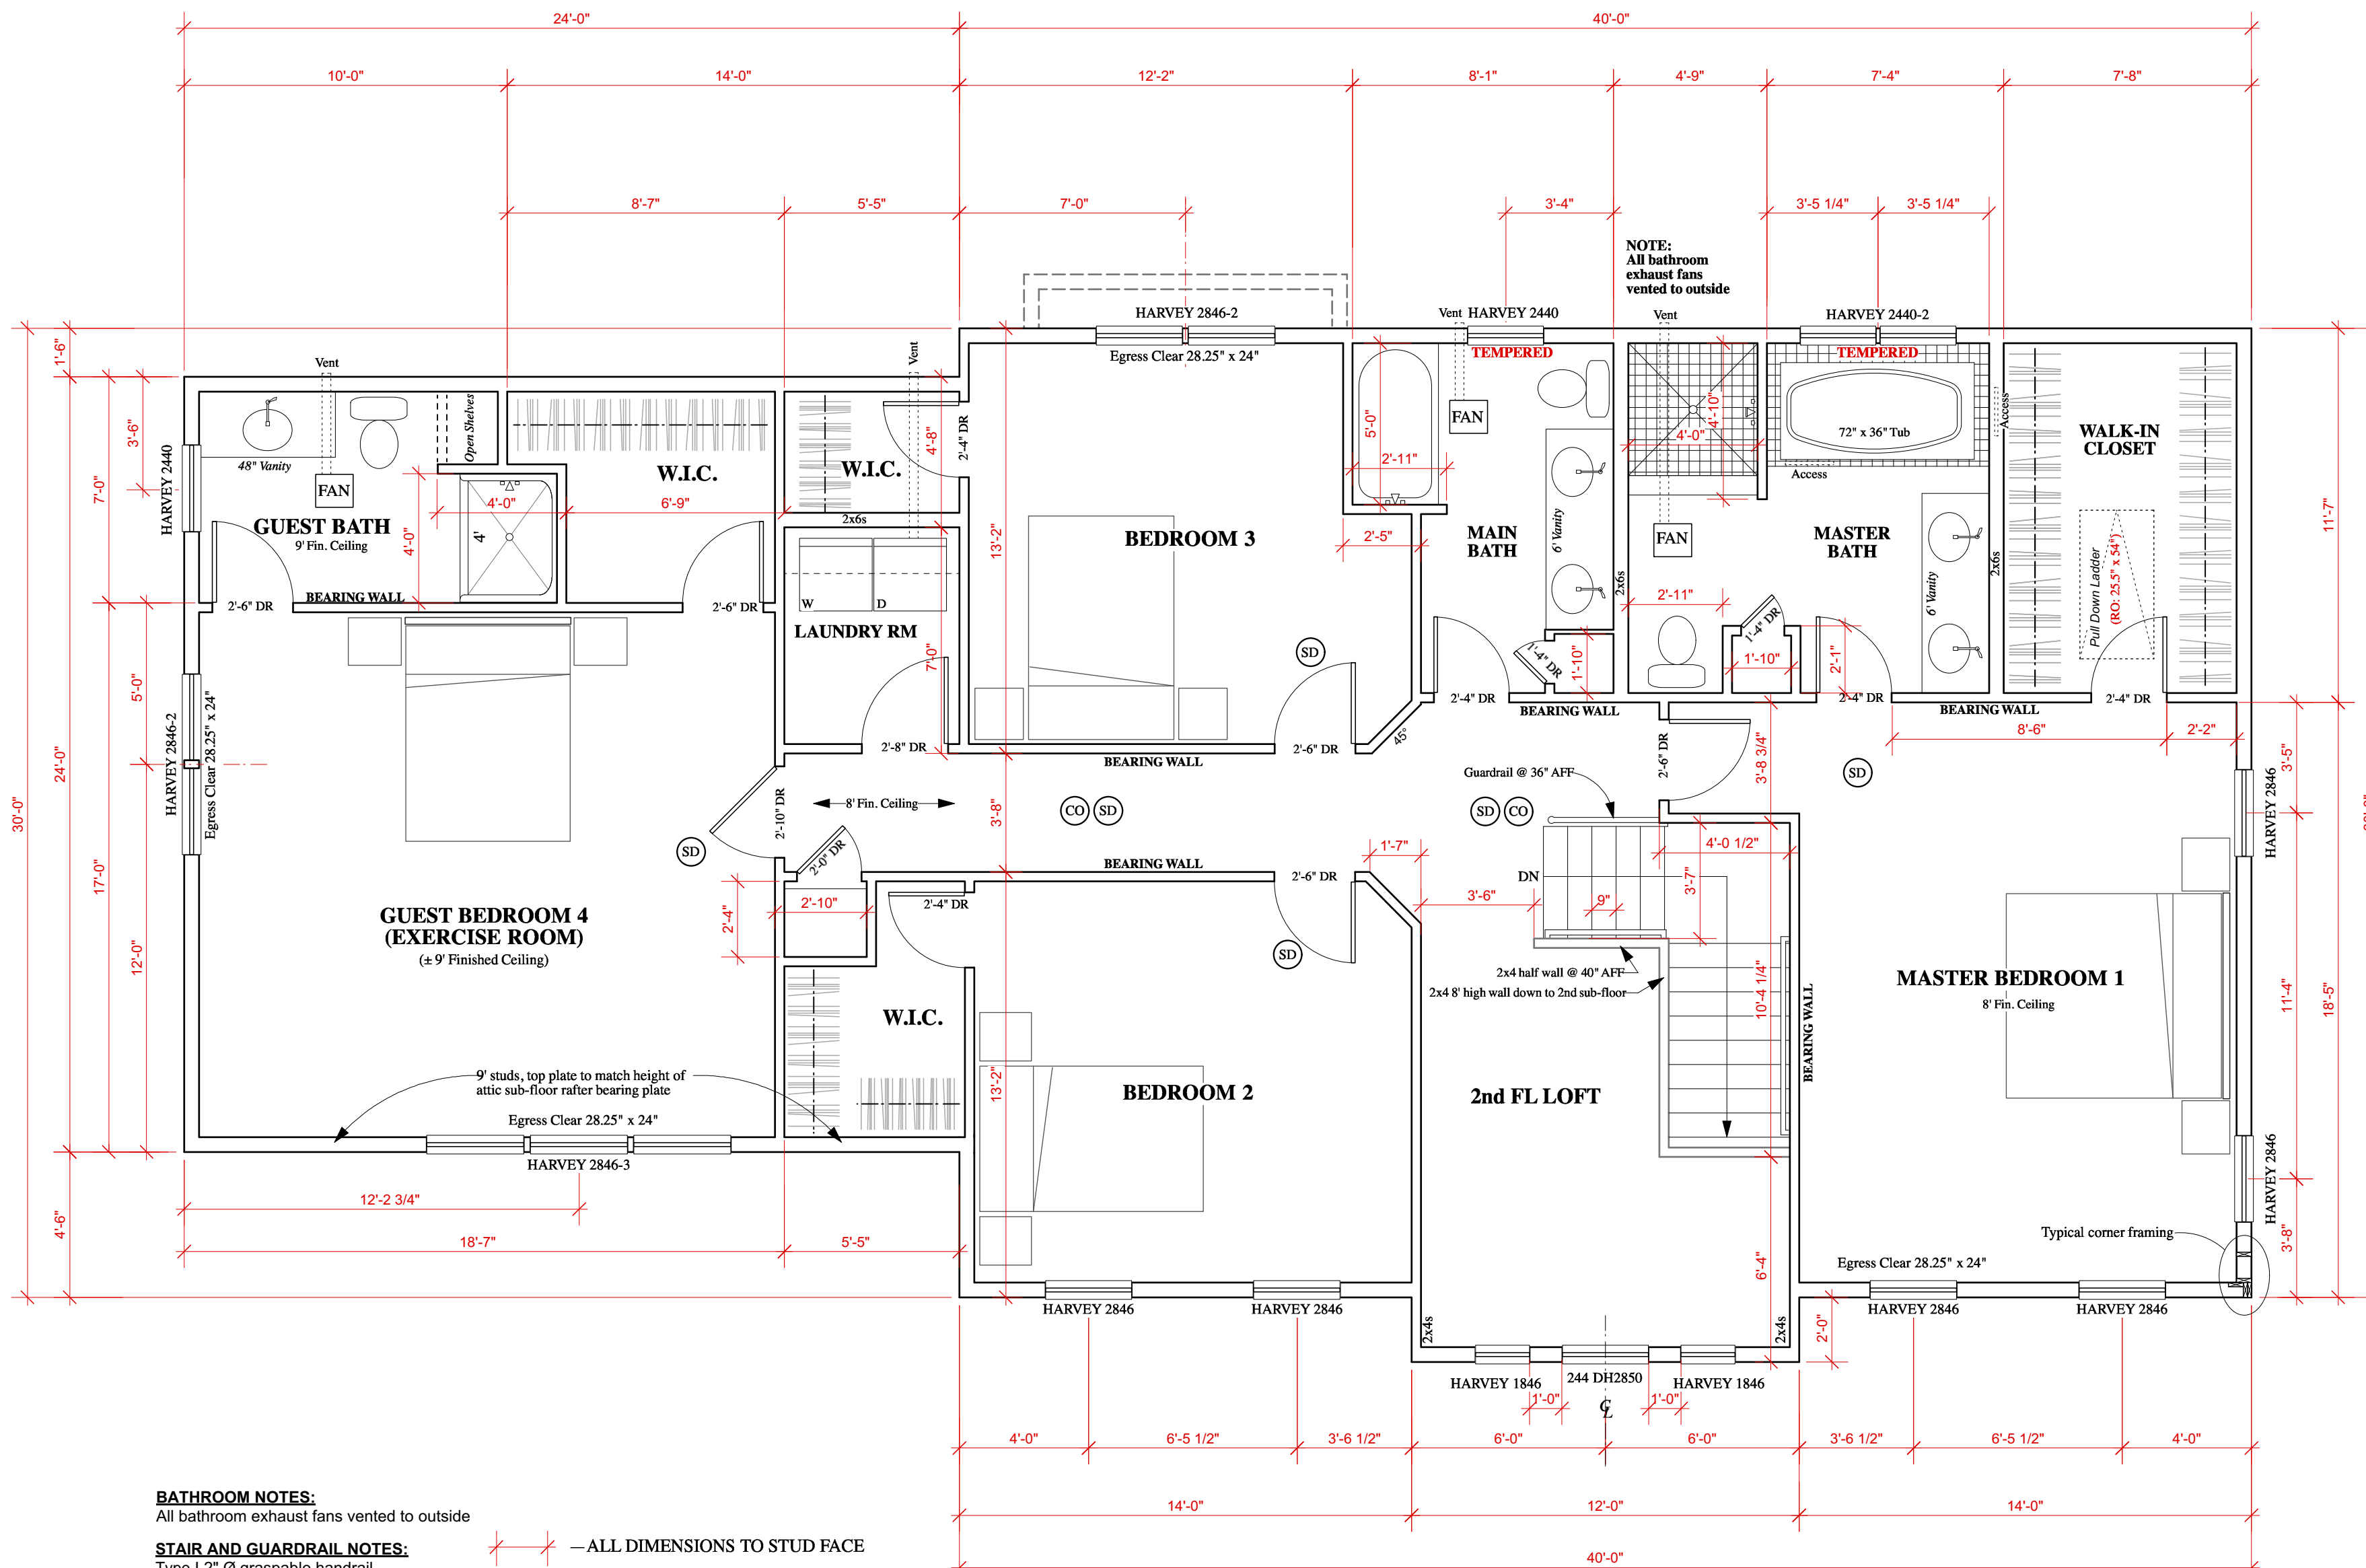 24'-0"
40'-0"
10'-0"
14'-0"
12'-2"
8'-1"
4'-9"
7'-4"
7'-8"
8'-7"
5'-5"
7'-0"
3'-4"
3'-5 1/4"
3'-5 1/4"
NOTE:
All bathroom
exhaust fans
vented to outside
HARVEY 2846-2
Vent
HARVEY 2440
Vent
HARVEY 2440-2
Egress Clear 28.25" x 24"
TEMPERED
TEMPERED
1'-6"
Vent
Vent
3'-6"
7'-0"
HARVEY 2440
48" Vanity
Open Shelves
FAN
GUEST BATH
9' Fin. Ceiling
4'-0"
4'-0"
4'
W.I.C.
6'-9"
W.I.C.
4'-8"
2'-4" DR
2x6s
13'-2"
BEDROOM 3
5'-0"
2'-11"
FAN
2'-5"
MAIN
BATH
6' Vanity
4'-10"
4'-0"
FAN
72" x 36" Tub
Access
Access
MASTER
BATH
6' Vanity
2x6s
2x6s
WALK-IN
CLOSET
Pull Down Ladder
(RO: 25.5" x 54")
11'-7"
2'-6" DR
BEARING WALL
2'-6" DR
W
D
LAUNDRY RM
7'-0"
SD
2'-11"
1'-4" DR
1'-4" DR
1'-10"
1'-10"
2'-1"
2'-4" DR
2'-4" DR
2'-4" DR
BEARING WALL
BEARING WALL
8'-6"
2'-2"
5'-0"
24'-0"
30'-0"
HARVEY 2846-2
Egress Clear 28.25" x 24"
2'-8" DR
2'-6" DR
45°
BEARING WALL
2'-6" DR
3'-8 3/4"
SD
3'-5"
HARVEY 2846
Guardrail @ 36" AFF
8' Fin. Ceiling
3'-8"
CO
SD
SD
CO
2'-10" DR
SD
2'-0" DR
BEARING WALL
1'-7"
4'-0 1/2"
17'-0"
12'-0"
2'-4"
2'-10"
2'-4" DR
2'-6" DR
DN
3'-7"
3'-6"
9"
GUEST BEDROOM 4
(EXERCISE ROOM)
(± 9' Finished Ceiling)
SD
2x4 half wall @ 40" AFF
2x4 8' high wall down to 2nd sub-floor
10'-4 1/4"
BEARING WALL
MASTER BEDROOM 1
8' Fin. Ceiling
11'-4"
18'-5"
W.I.C.
9' studs, top plate to match height of
attic sub-floor rafter bearing plate
13'-2"
BEDROOM 2
2nd FL LOFT
Egress Clear 28.25" x 24"
HARVEY 2846-3
HARVEY 2846
12'-2 3/4"
4'-6"
18'-7"
5'-5"
6'-4"
Typical corner framing
3'-8"
Egress Clear 28.25" x 24"
HARVEY 2846
HARVEY 2846
HARVEY 2846
HARVEY 2846
2x4s
2x4s
2'-0"
HARVEY 1846
244 DH2850
HARVEY 1846
1'-0"
1'-0"
CL
4'-0"
6'-5 1/2"
3'-6 1/2"
6'-0"
6'-0"
3'-6 1/2"
6'-5 1/2"
4'-0"
14'-0"
12'-0"
14'-0"
40'-0"
BATHROOM NOTES:
All bathroom exhaust fans vented to outside
STAIR AND GUARDRAIL NOTES:
Type I 2" Ø graspable handrail
—ALL DIMENSIONS TO STUD FACE